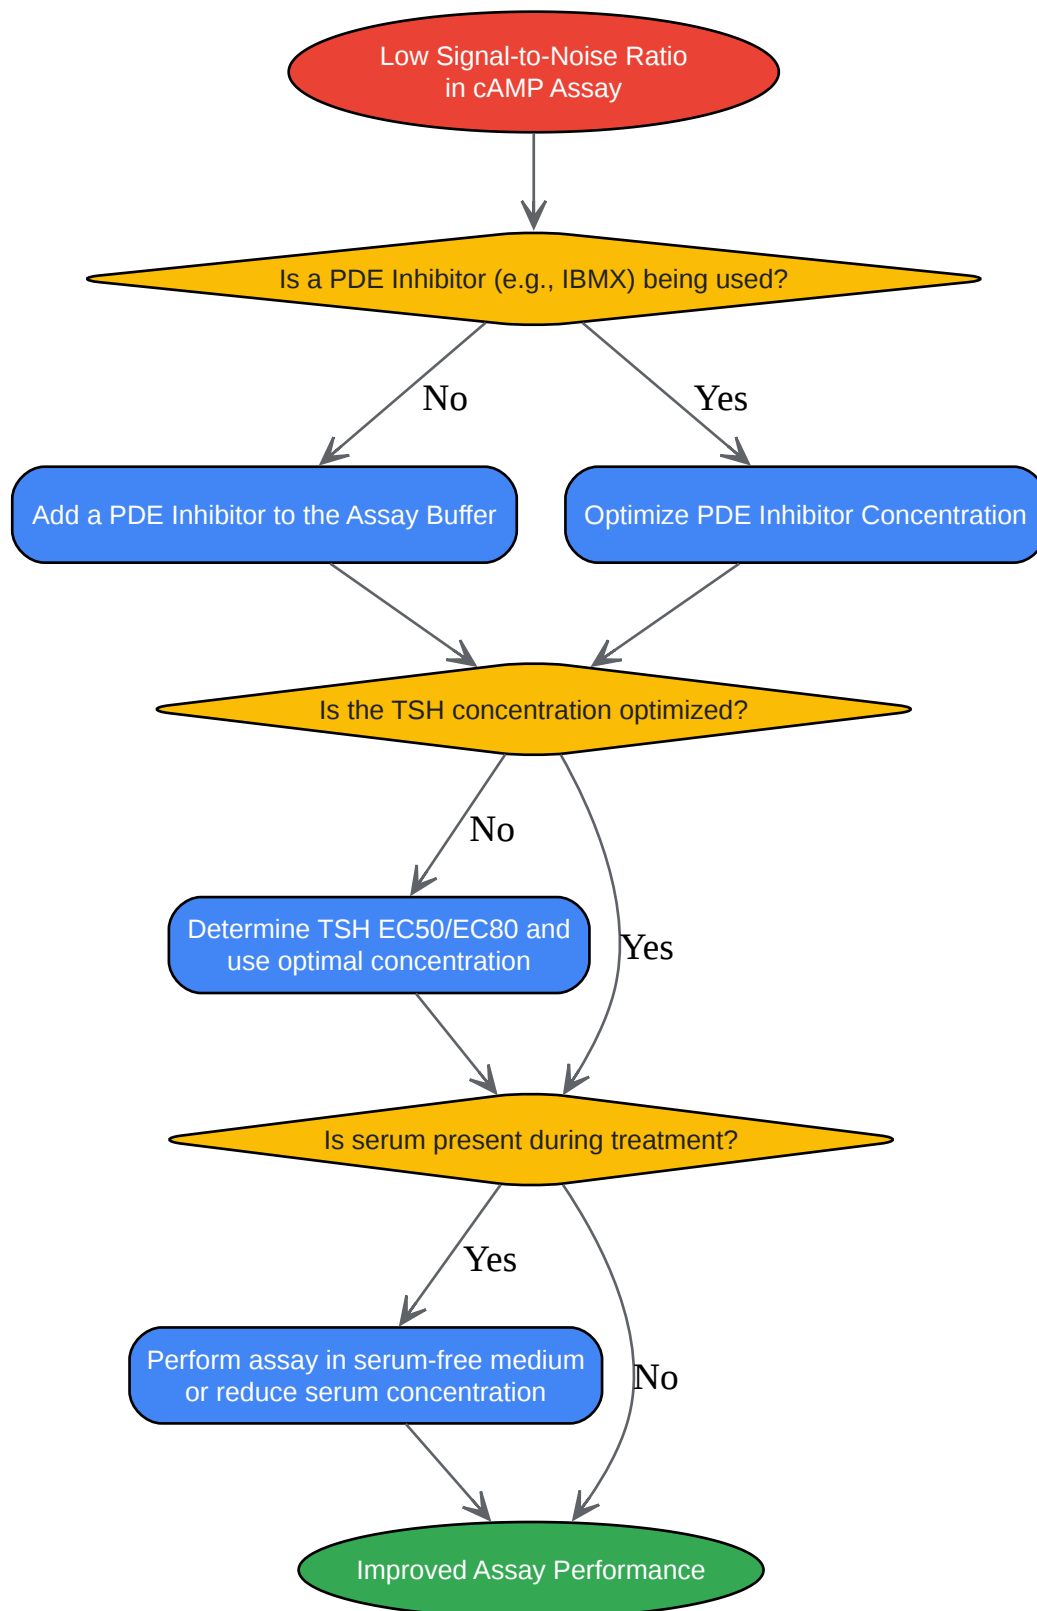 Low Signal-to-Noise Ratio
in cAMP Assay
Is a PDE Inhibitor (e.g., IBMX) being used?
No
Yes
Add a PDE Inhibitor to the Assay Buffer
Optimize PDE Inhibitor Concentration
Is the TSH concentration optimized?
No
Determine TSH EC50/EC80 and
use optimal concentration
Yes
Is serum present during treatment?
Yes
Perform assay in serum-free medium
or reduce serum concentration
No
Improved Assay Performance